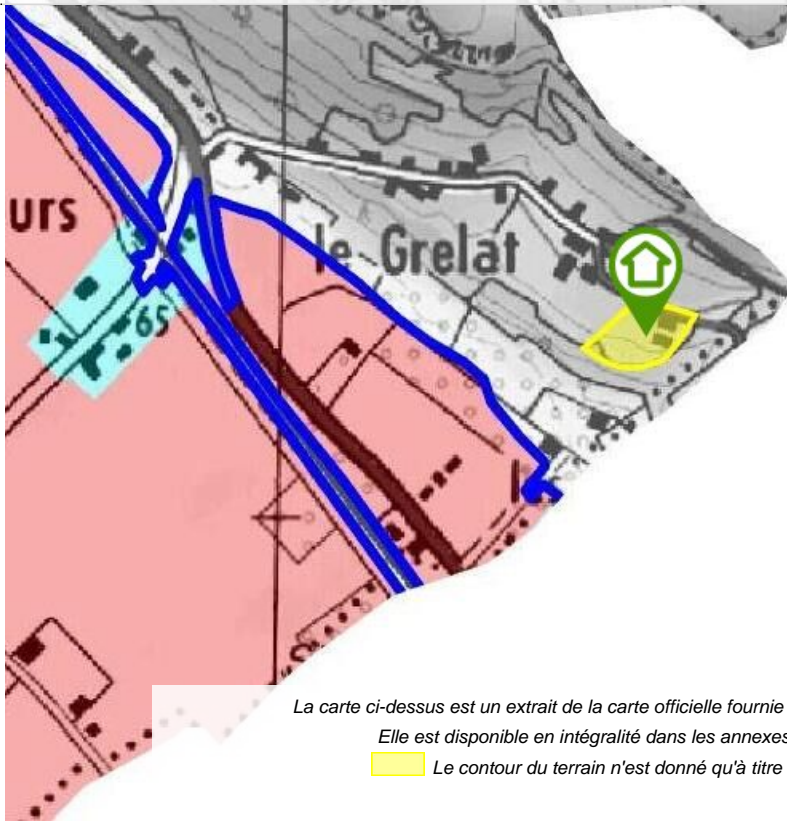 urs
le Grelat
65
La carte ci-dessus est un extrait de la carte officielle fournie
Elle est disponible en intégralité dans les annexes
Le contour du terrain n'est donné qu'à titre